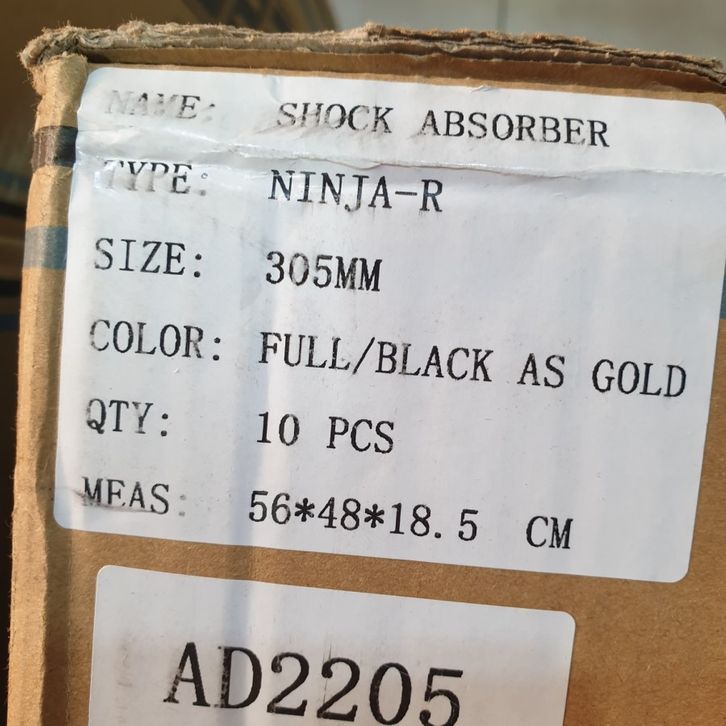 NAME: SHOCK ABSORBER
TYPE: NINJA-R
SIZE: 305MM
COLOR: FULL/BLACK AS GOLD
QTY: 10 PCS
MEAS: 56*48*18.5 CM
AD2205